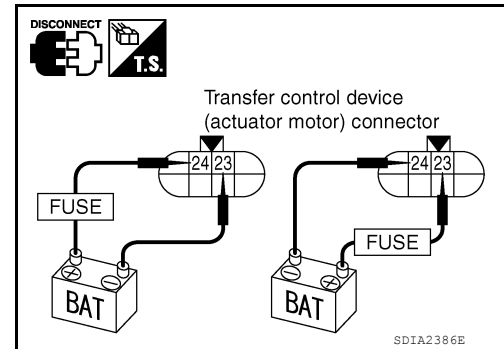 DISCONNECT
T.S.
Transfer control device
(actuator motor) connector
24 23
24 23
FUSE
FUSE
+ −
− +
BAT
BAT
SDIA2386E